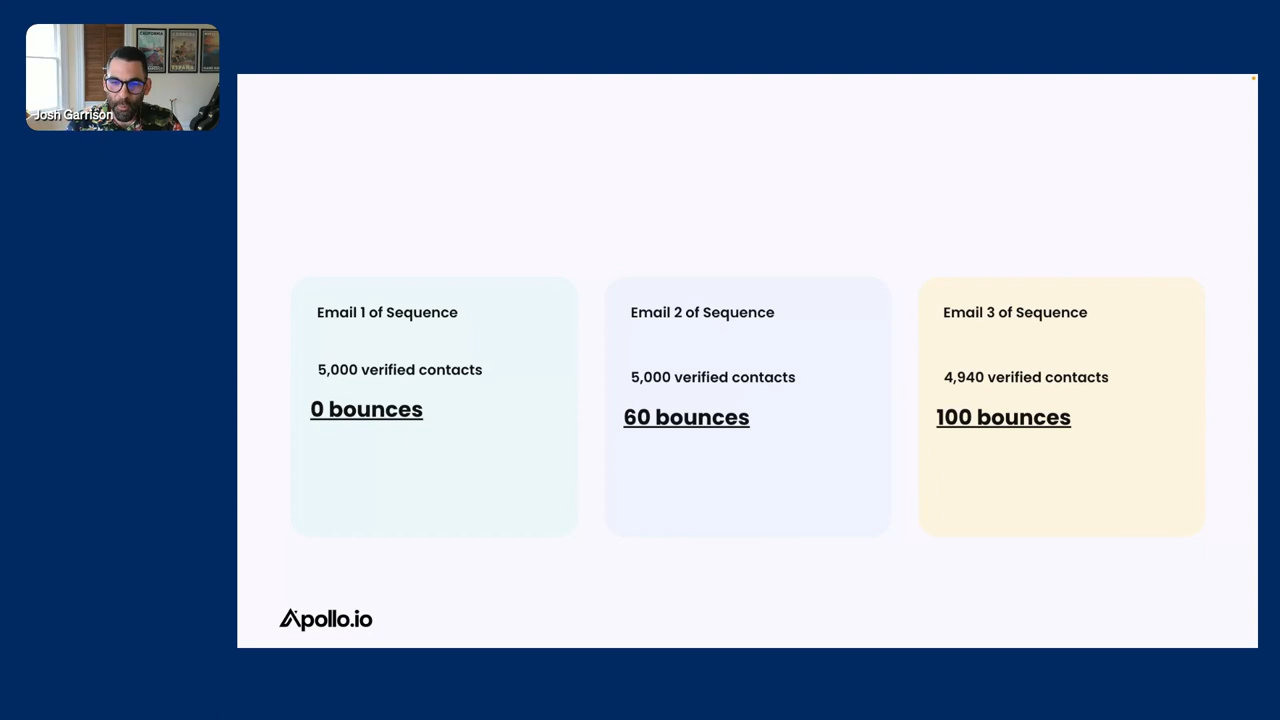 Josh Garrison
Email 1 of Sequence
5,000 verified contacts
0 bounces
Email 2 of Sequence
5,000 verified contacts
60 bounces
Email 3 of Sequence
4,940 verified contacts
100 bounces
Apollo.io